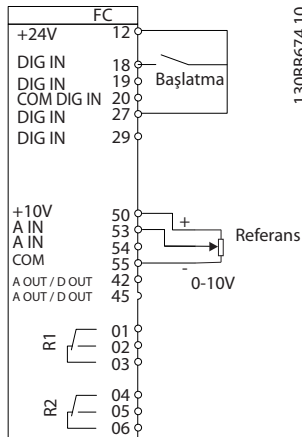 FC
+24V 12
DIG IN 18
DIG IN 19
COM DIG IN 20
DIG IN 27
DIG IN 29
Başlatma
+10V 50
A IN 53
A IN 54
COM 55
A OUT / D OUT 42
A OUT / D OUT 45
+
-
Referans
0-10V
R1
01
02
03
R2
04
05
06
130BB674.10